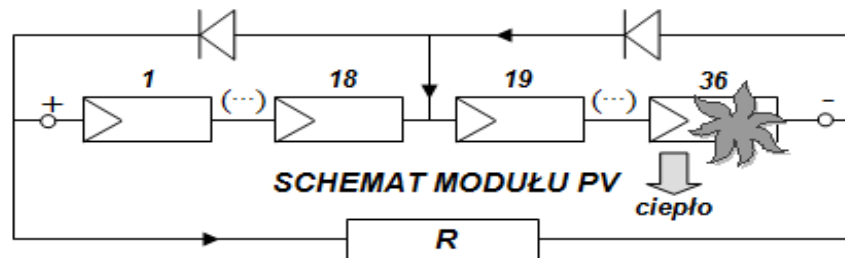 1 18 19 36
+ (...) (...) -
SCHEMAT MODUŁU PV
ciepło
R